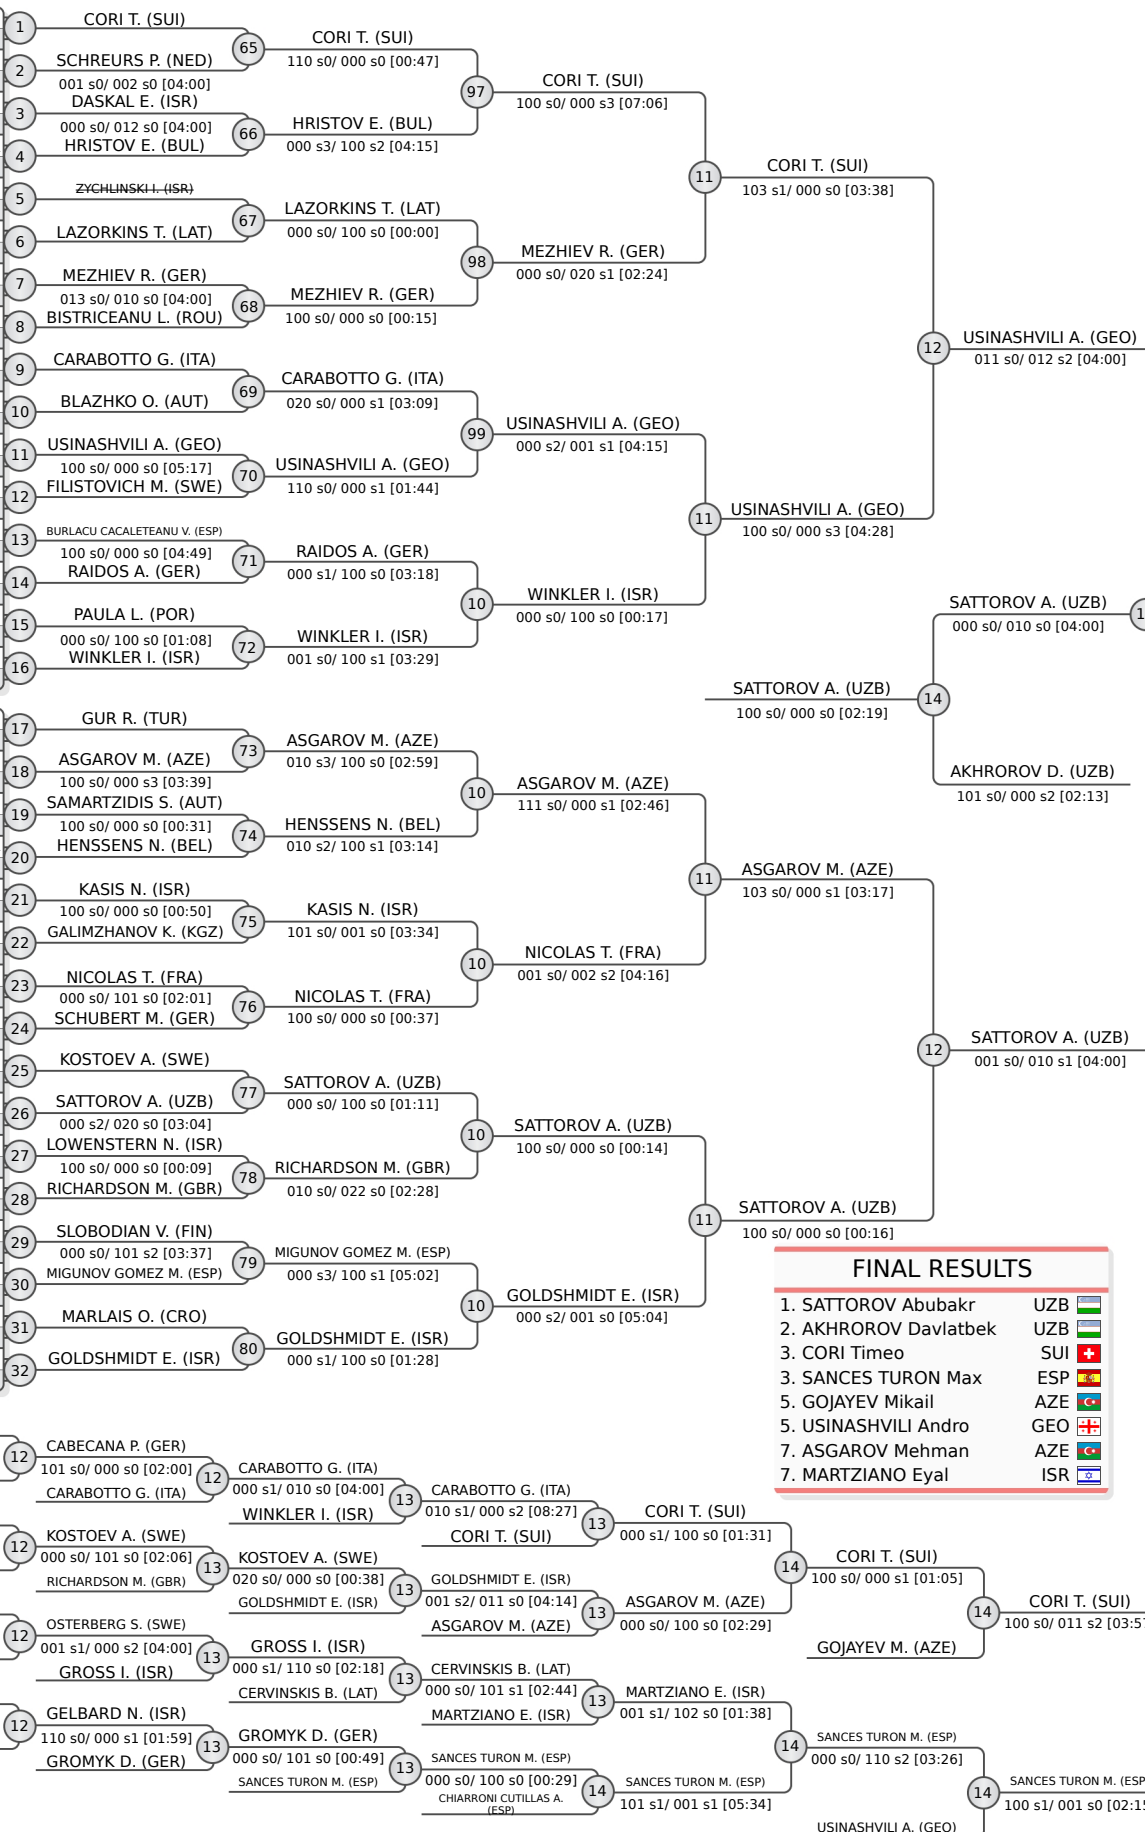 1
CORI T. (SUI)
65
CORI T. (SUI)
110 s0/ 000 s0 [00:47]
2
SCHREURS P. (NED)
001 s0/ 002 s0 [04:00]
97
CORI T. (SUI)
100 s0/ 000 s3 [07:06]
3
DASKAL E. (ISR)
000 s0/ 012 s0 [04:00]
66
HRISTOV E. (BUL)
000 s3/ 100 s2 [04:15]
4
HRISTOV E. (BUL)
11
CORI T. (SUI)
103 s1/ 000 s0 [03:38]
5
ZYCHLINSKI I. (ISR)
67
LAZORKINS T. (LAT)
000 s0/ 100 s0 [00:00]
6
LAZORKINS T. (LAT)
98
MEZHIEV R. (GER)
000 s0/ 020 s1 [02:24]
7
MEZHIEV R. (GER)
013 s0/ 010 s0 [04:00]
68
MEZHIEV R. (GER)
100 s0/ 000 s0 [00:15]
8
BISTRICEANU L. (ROU)
12
USINASHVILI A. (GEO)
011 s0/ 012 s2 [04:00]
9
CARABOTTO G. (ITA)
69
CARABOTTO G. (ITA)
020 s0/ 000 s1 [03:09]
10
BLAZHKO O. (AUT)
99
USINASHVILI A. (GEO)
000 s2/ 001 s1 [04:15]
11
USINASHVILI A. (GEO)
100 s0/ 000 s0 [05:17]
70
USINASHVILI A. (GEO)
110 s0/ 000 s1 [01:44]
12
FILISTOVICH M. (SWE)
11
USINASHVILI A. (GEO)
100 s0/ 000 s3 [04:28]
13
BURLACU CACALETEANU V. (ESP)
100 s0/ 000 s0 [04:49]
71
RAIDOS A. (GER)
000 s1/ 100 s0 [03:18]
14
RAIDOS A. (GER)
10
WINKLER I. (ISR)
000 s0/ 100 s0 [00:17]
15
PAULA L. (POR)
000 s0/ 100 s0 [01:08]
72
WINKLER I. (ISR)
001 s0/ 100 s1 [03:29]
16
WINKLER I. (ISR)
SATTOROV A. (UZB)
000 s0/ 010 s0 [04:00]
SATTOROV A. (UZB)
100 s0/ 000 s0 [02:19]
14
AKHROROV D. (UZB)
101 s0/ 000 s2 [02:13]
17
GUR R. (TUR)
73
ASGAROV M. (AZE)
010 s3/ 100 s0 [02:59]
18
ASGAROV M. (AZE)
100 s0/ 000 s3 [03:39]
10
ASGAROV M. (AZE)
111 s0/ 000 s1 [02:46]
19
SAMARTZIDIS S. (AUT)
100 s0/ 000 s0 [00:31]
74
HENSSENS N. (BEL)
010 s2/ 100 s1 [03:14]
20
HENSSENS N. (BEL)
11
ASGAROV M. (AZE)
103 s0/ 000 s1 [03:17]
21
KASIS N. (ISR)
100 s0/ 000 s0 [00:50]
75
KASIS N. (ISR)
101 s0/ 001 s0 [03:34]
22
GALIMZHANOV K. (KGZ)
10
NICOLAS T. (FRA)
001 s0/ 002 s2 [04:16]
23
NICOLAS T. (FRA)
000 s0/ 101 s0 [02:01]
76
NICOLAS T. (FRA)
100 s0/ 000 s0 [00:37]
24
SCHUBERT M. (GER)
12
SATTOROV A. (UZB)
001 s0/ 010 s1 [04:00]
25
KOSTOEV A. (SWE)
77
SATTOROV A. (UZB)
000 s0/ 100 s0 [01:11]
26
SATTOROV A. (UZB)
000 s2/ 020 s0 [03:04]
10
SATTOROV A. (UZB)
100 s0/ 000 s0 [00:14]
27
LOWENSTERN N. (ISR)
100 s0/ 000 s0 [00:09]
78
RICHARDSON M. (GBR)
010 s0/ 022 s0 [02:28]
28
RICHARDSON M. (GBR)
11
SATTOROV A. (UZB)
100 s0/ 000 s0 [00:16]
29
SLOBODIAN V. (FIN)
000 s0/ 101 s2 [03:37]
79
MIGUNOV GOMEZ M. (ESP)
000 s3/ 100 s1 [05:02]
30
MIGUNOV GOMEZ M. (ESP)
10
GOLDSHMIDT E. (ISR)
000 s2/ 001 s0 [05:04]
31
MARLAIS O. (CRO)
80
GOLDSHMIDT E. (ISR)
000 s1/ 100 s0 [01:28]
32
GOLDSHMIDT E. (ISR)
FINAL RESULTS
1. SATTOROV Abubakr UZB
2. AKHROROV Davlatbek UZB
3. CORI Timeo SUI
3. SANCES TURON Max ESP
5. GOJAYEV Mikail AZE
5. USINASHVILI Andro GEO
7. ASGAROV Mehman AZE
7. MARTZIANO Eyal ISR
12
CABECANA P. (GER)
101 s0/ 000 s0 [02:00]
CARABOTTO G. (ITA)
12
CARABOTTO G. (ITA)
000 s1/ 010 s0 [04:00]
WINKLER I. (ISR)
13
CARABOTTO G. (ITA)
010 s1/ 000 s2 [08:27]
CORI T. (SUI)
13
CORI T. (SUI)
000 s1/ 100 s0 [01:31]
12
KOSTOEV A. (SWE)
000 s0/ 101 s0 [02:06]
RICHARDSON M. (GBR)
13
KOSTOEV A. (SWE)
020 s0/ 000 s0 [00:38]
GOLDSHMIDT E. (ISR)
13
GOLDSHMIDT E. (ISR)
001 s2/ 011 s0 [04:14]
ASGAROV M. (AZE)
13
ASGAROV M. (AZE)
000 s0/ 100 s0 [02:29]
14
CORI T. (SUI)
100 s0/ 000 s1 [01:05]
GOJAYEV M. (AZE)
14
CORI T. (SUI)
100 s0/ 011 s2 [03:57
12
OSTERBERG S. (SWE)
001 s1/ 000 s2 [04:00]
GROSS I. (ISR)
13
GROSS I. (ISR)
000 s1/ 110 s0 [02:18]
CERVINSKIS B. (LAT)
13
CERVINSKIS B. (LAT)
000 s0/ 101 s1 [02:44]
MARTZIANO E. (ISR)
13
MARTZIANO E. (ISR)
001 s1/ 102 s0 [01:38]
12
GELBARD N. (ISR)
110 s0/ 000 s1 [01:59]
GROMYK D. (GER)
13
GROMYK D. (GER)
000 s0/ 101 s0 [00:49]
SANCES TURON M. (ESP)
13
SANCES TURON M. (ESP)
000 s0/ 100 s0 [00:29]
CHIARRONI CUTILLAS A.
(ESP)
14
SANCES TURON M. (ESP)
101 s1/ 001 s1 [05:34]
14
SANCES TURON M. (ESP)
000 s0/ 110 s2 [03:26]
USINASHVILI A. (GEO)
14
SANCES TURON M. (ESP
100 s1/ 001 s0 [02:15